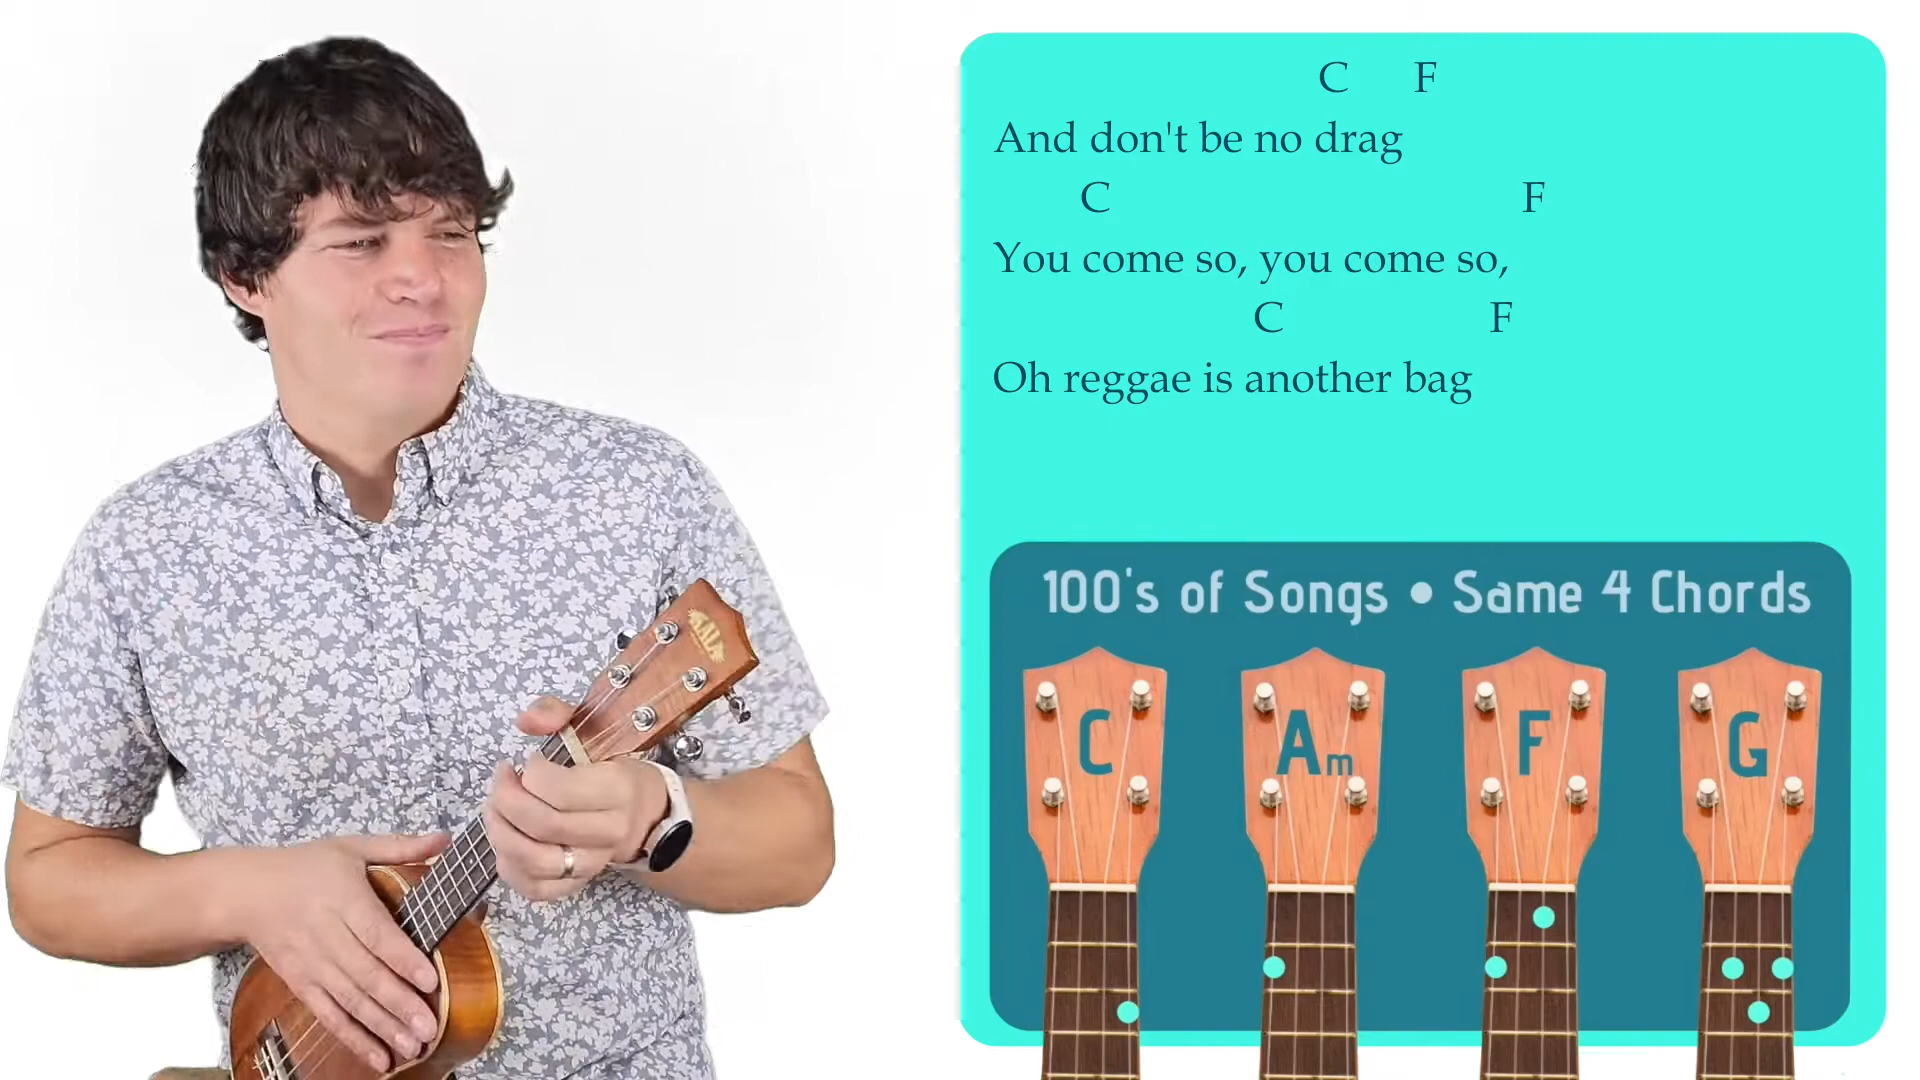 C F
And don't be no drag
C F
You come so, you come so,
C F
Oh reggae is another bag
100's of Songs • Same 4 Chords
C Am F G
KALA